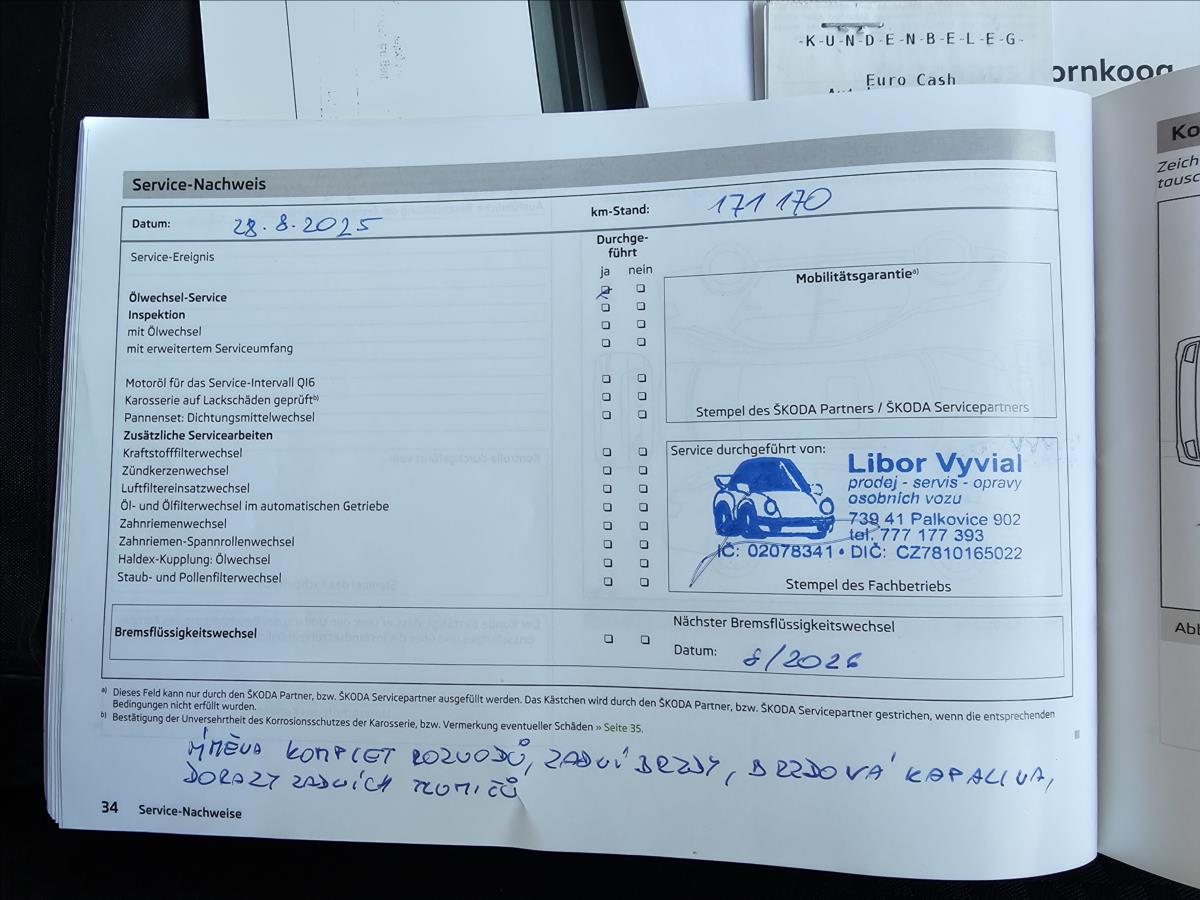 -K-U-N-D-E-N-B-E-L-E-G-
Euro Cash
ornkoog
Service-Nachweis
Datum: 28.8.2025
km-Stand: 171 170
Service-Ereignis
Durchge-
führt
ja nein
Ölwechsel-Service
Inspektion
mit Ölwechsel
mit erweitertem Serviceumfang
Motoröl für das Service-Intervall QI6
Karosserie auf Lackschäden geprüft b)
Pannenset: Dichtungsmittelwechsel
Zusätzliche Servicearbeiten
Kraftstofffilterwechsel
Zündkerzenwechsel
Luftfiltereinsatzwechsel
Öl- und Ölfilterwechsel im automatischen Getriebe
Zahnriemenwechsel
Zahnriemen-Spannrollenwechsel
Haldex-Kupplung: Ölwechsel
Staub- und Pollenfilterwechsel
Mobilitätsgarantie a)
Stempel des ŠKODA Partners / ŠKODA Servicepartners
Service durchgeführt von:
Libor Vyvial
prodej - servis - opravy
osobních vozu
739 41 Palkovice 902
tel. 777 177 393
IČ: 02078341 • DIČ: CZ7810165022
Stempel des Fachbetriebs
Bremsflüssigkeitswechsel
Nächster Bremsflüssigkeitswechsel
Datum: 8/2026
a) Dieses Feld kann nur durch den ŠKODA Partner, bzw. ŠKODA Servicepartner ausgefüllt werden. Das Kästchen wird durch den ŠKODA Partner, bzw. ŠKODA Servicepartner gestrichen, wenn die entsprechenden
Bedingungen nicht erfüllt wurden.
b) Bestätigung der Unversehrtheit des Korrosionsschutzes der Karosserie, bzw. Vermerkung eventueller Schäden » Seite 35.
VÝMĚNA KOMPLET ROZVODŮ, ZADNÍ BRZDY, BRZDOVÁ KAPALINA,
DORAZY ZADNÍCH TLUMIČŮ
34 Service-Nachweise
Ko
Zeich
tausc
Abb